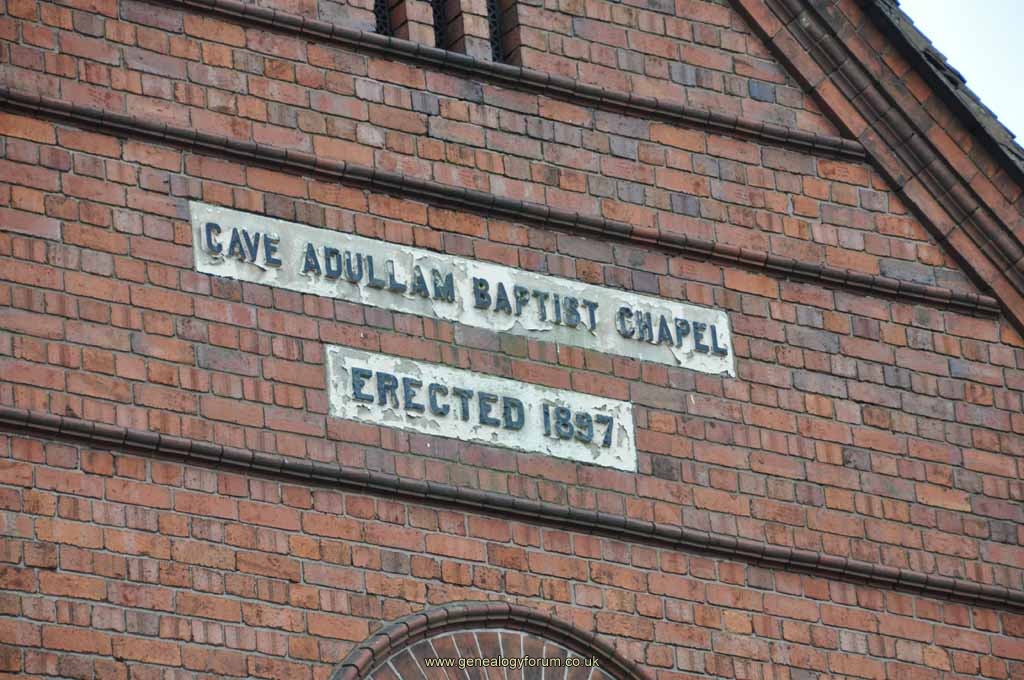 CAVE ADULLAM BAPTIST CHAPEL
ERECTED 1897
www.genealogyforum.co.uk